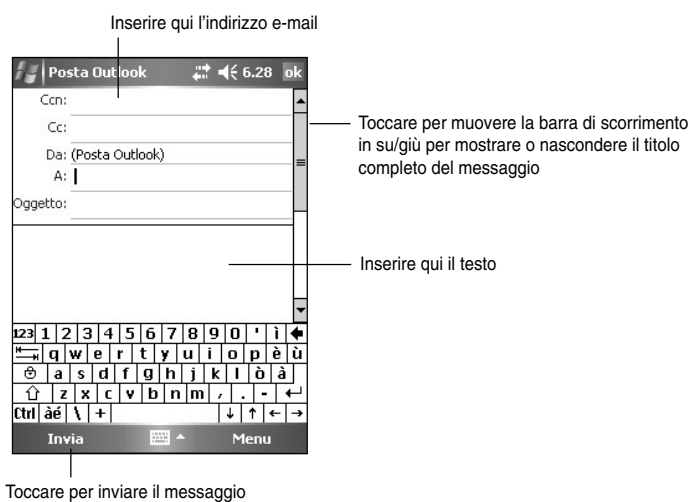 Inserire qui l'indirizzo e-mail
Posta Outlook 6.28 ok
Ccn:
Cc:
Da: (Posta Outlook)
A:
Oggetto:
Toccare per muovere la barra di scorrimento
in su/giù per mostrare o nascondere il titolo
completo del messaggio
Inserire qui il testo
123 1 2 3 4 5 6 7 8 9 0 ' ì
q w e r t y u i o p è ù
a s d f g h j k l ò à
z x c v b n m , . -
Ctrl àé \ + ↓ ↑ ← →
Invia Menu
Toccare per inviare il messaggio